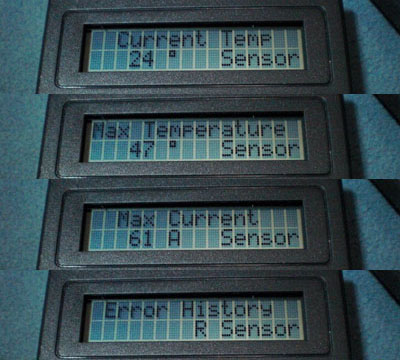 Current Temp
24 ° Sensor
Max Temperature
47 ° Sensor
Max Current
61 A Sensor
Error History
R Sensor